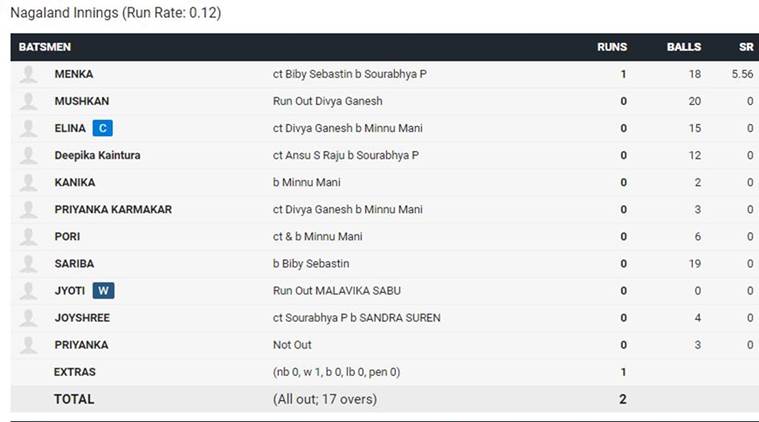 Nagaland Innings (Run Rate: 0.12)
BATSMEN RUNS BALLS SR
MENKA ct Biby Sebastin b Sourabhya P 1 18 5.56
MUSHKAN Run Out Divya Ganesh 0 20 0
ELINA C ct Divya Ganesh b Minnu Mani 0 15 0
Deepika Kaintura ct Ansu S Raju b Sourabhya P 0 12 0
KANIKA b Minnu Mani 0 2 0
PRIYANKA KARMAKAR ct Divya Ganesh b Minnu Mani 0 3 0
PORI ct & b Minnu Mani 0 6 0
SARIBA b Biby Sebastin 0 19 0
JYOTI W Run Out MALAVIKA SABU 0 0 0
JOYSHREE ct Sourabhya P b SANDRA SUREN 0 4 0
PRIYANKA Not Out 0 3 0
EXTRAS (nb 0, w 1, b 0, lb 0, pen 0) 1
TOTAL (All out; 17 overs) 2